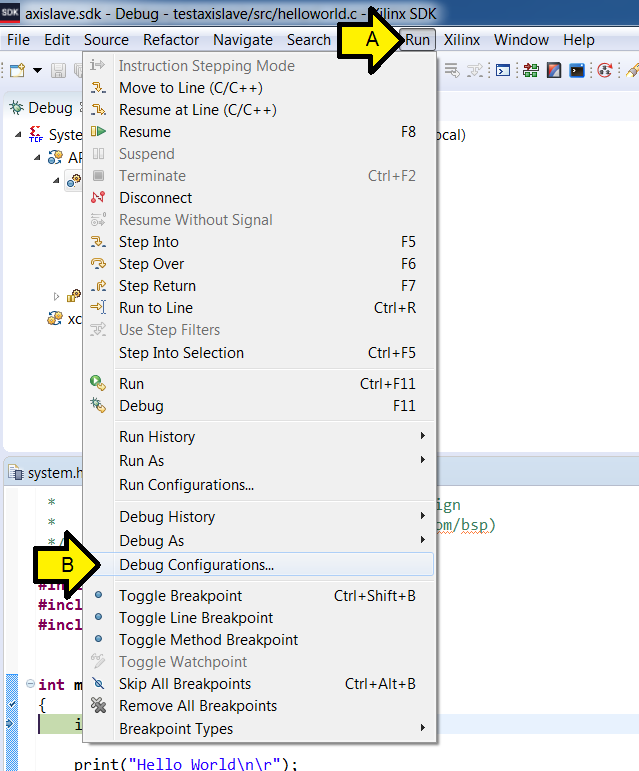 SDK axislave.sdk - Debug - testaxislave/src/helloworld.c - Xilinx SDK
File Edit Source Refactor Navigate Search A Run Xilinx Window Help
Instruction Stepping Mode
Move to Line (C/C++)
Debug Resume at Line (C/C++)
Resume F8
Suspend
Terminate Ctrl+F2
Disconnect
Resume Without Signal
Step Into F5
Step Over F6
Step Return F7
Run to Line Ctrl+R
xc
Use Step Filters
Step Into Selection Ctrl+F5
Run Ctrl+F11
Debug F11
Run History
Run As
system.h
Run Configurations...
*
Debug History
* om/bsp)
*/ Debug As
B Debug Configurations...
Toggle Breakpoint Ctrl+Shift+B
#incl
Toggle Line Breakpoint
#incl
Toggle Method Breakpoint
Toggle Watchpoint
int m Skip All Breakpoints Ctrl+Alt+B
{ Remove All Breakpoints
i Breakpoint Types
print("Hello World\n\r");